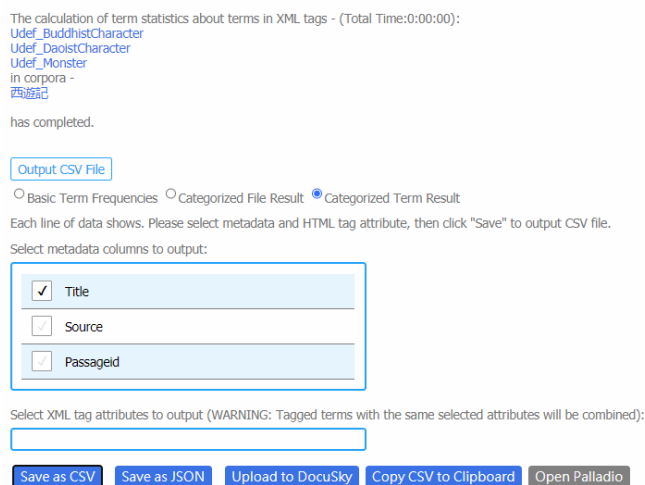 The calculation of term statistics about terms in XML tags - (Total Time:0:00:00):
Udef_BuddhistCharacter
Udef_DaoistCharacter
Udef_Monster
in corpora -
西遊記
has completed.
Output CSV File
Basic Term Frequencies Categorized File Result Categorized Term Result
Each line of data shows. Please select metadata and HTML tag attribute, then click "Save" to output CSV file.
Select metadata columns to output:
Title
Source
Passageid
Select XML tag attributes to output (WARNING: Tagged terms with the same selected attributes will be combined):
Save as CSV Save as JSON Upload to DocuSky Copy CSV to Clipboard Open Palladio